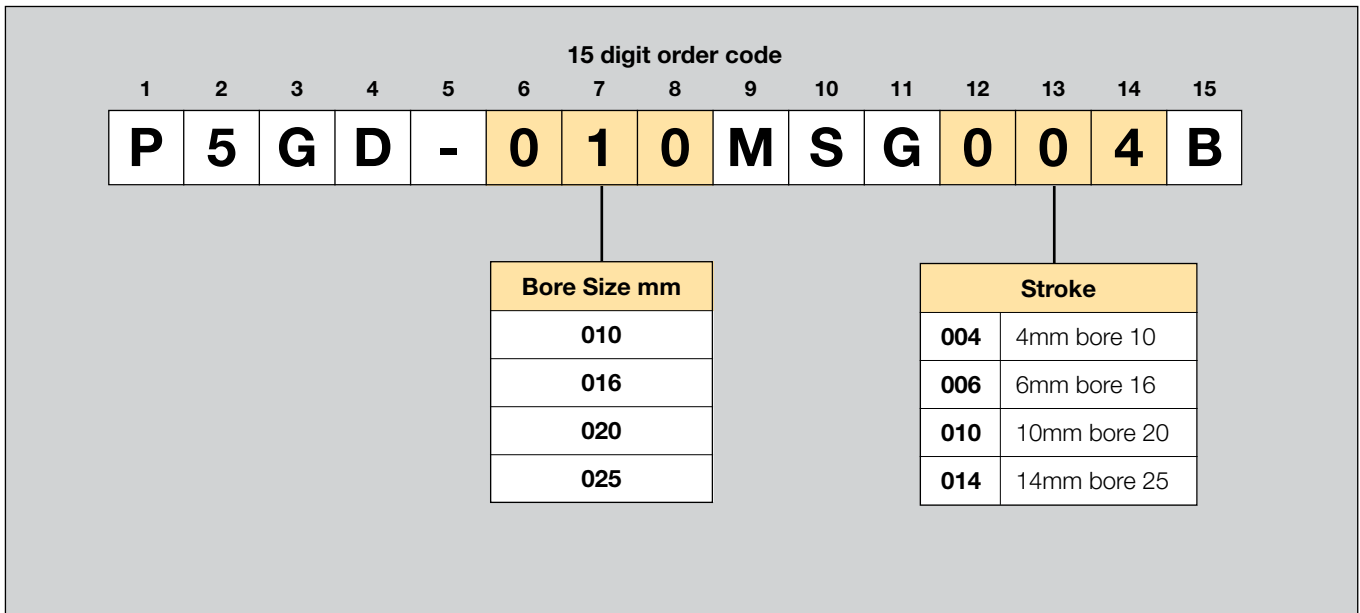 15 digit order code
1 2 3 4 5 6 7 8 9 10 11 12 13 14 15
P 5 G D - 0 1 0 M S G 0 0 4 B
Bore Size mm
010
016
020
025
Stroke
004 4mm bore 10
006 6mm bore 16
010 10mm bore 20
014 14mm bore 25